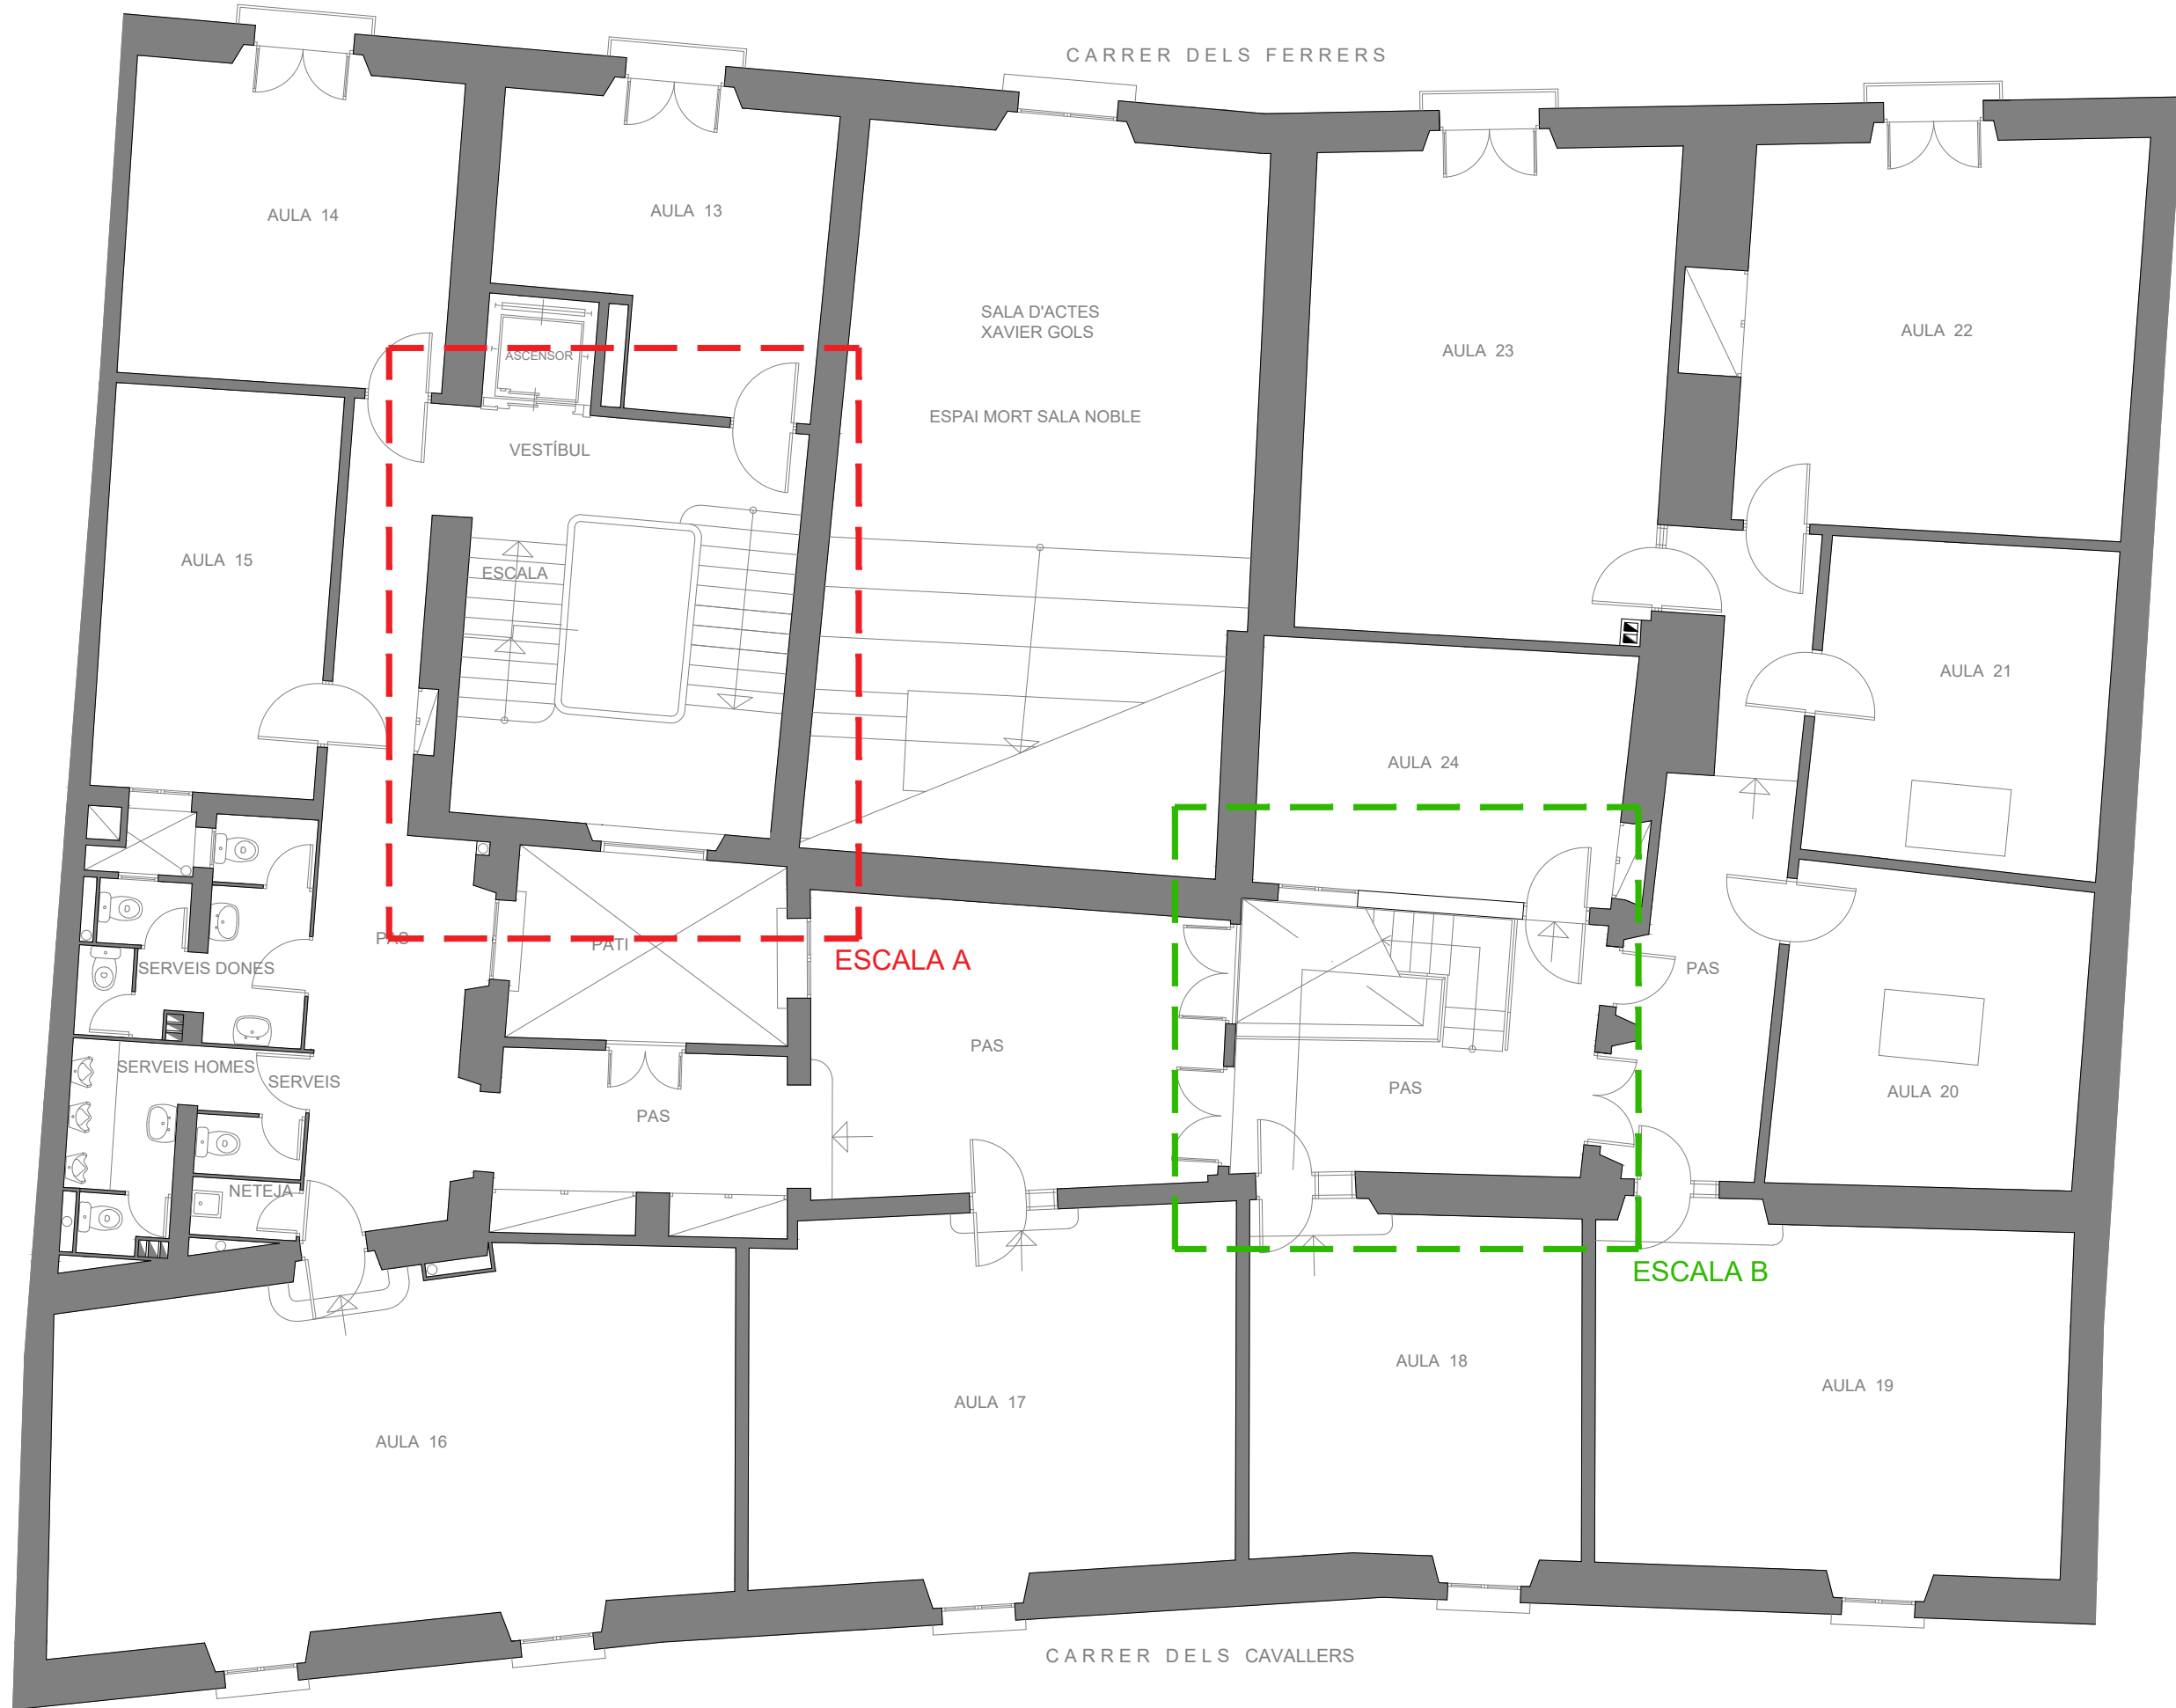 CARRER DELS FERRERS
AULA 14
AULA 13
SALA D'ACTES
XAVIER GOLS
AULA 22
AULA 23
ASCENSOR
ESPAI MORT SALA NOBLE
VESTÍBUL
AULA 15
ESCALA
AULA 21
AULA 24
PAS
PATI
ESCALA A
SERVEIS DONES
PAS
PAS
SERVEIS HOMES
SERVEIS
PAS
AULA 20
PAS
NETEJA
ESCALA B
AULA 18
AULA 19
AULA 17
AULA 16
CARRER DELS CAVALLERS